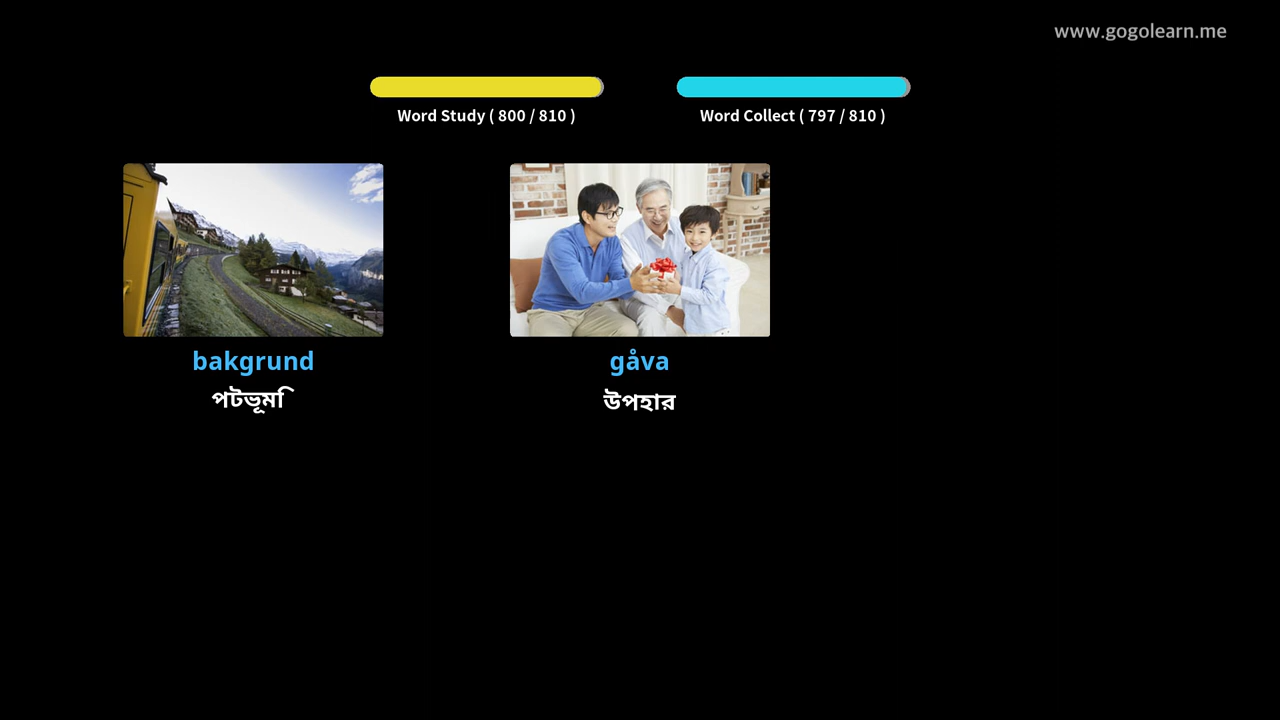 www.gogolearn.me
Word Study ( 800 / 810 )
Word Collect ( 797 / 810 )
bakgrund
gåva
পটভূমি
উপহার